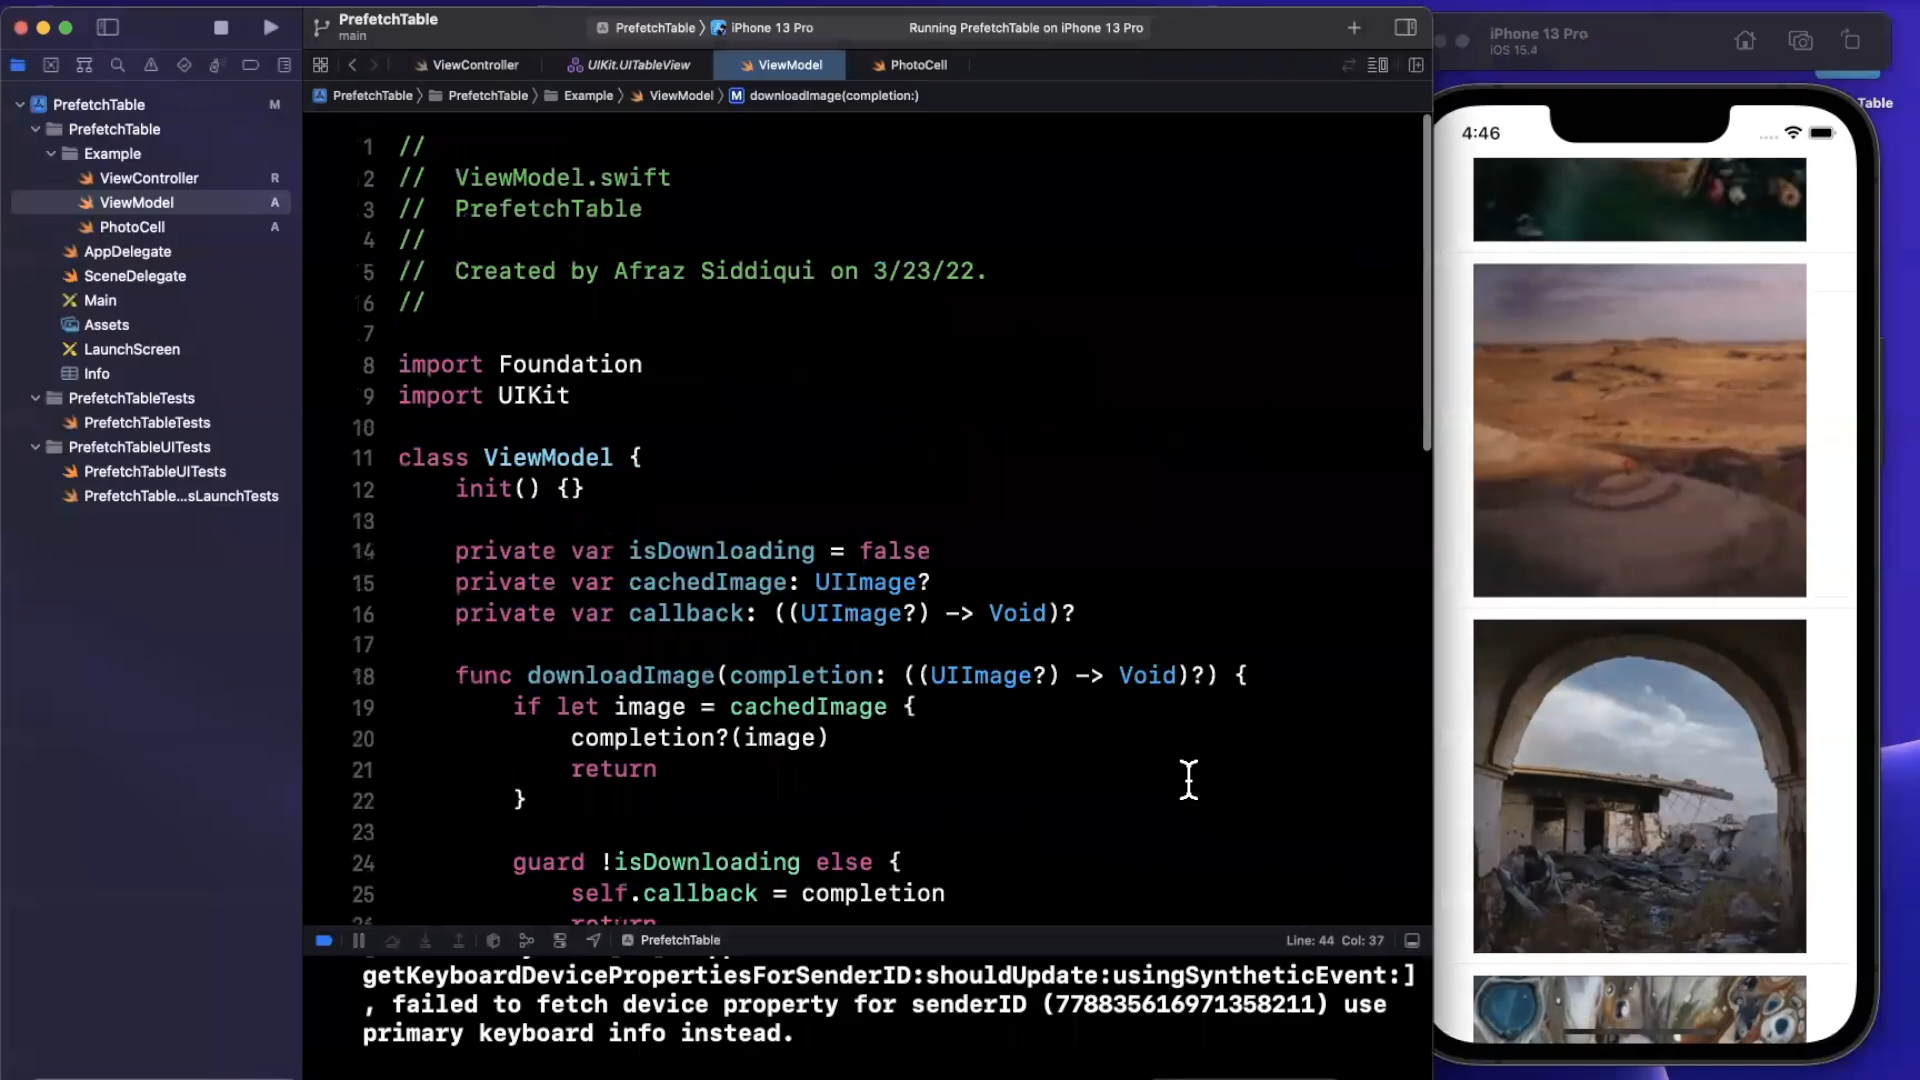 PrefetchTable
main
PrefetchTable
iPhone 13 Pro
Running PrefetchTable on iPhone 13 Pro
iPhone 13 Pro
iOS 15.4
ViewController
UIKit.UITableView
ViewModel
PhotoCell
PrefetchTable
PrefetchTable
Example
ViewModel
M
downloadImage(completion:)
Table
PrefetchTable
M
PrefetchTable
Example
ViewController
R
ViewModel
A
PhotoCell
A
AppDelegate
SceneDelegate
Main
Assets
LaunchScreen
Info
PrefetchTableTests
PrefetchTableTests
PrefetchTableUITests
PrefetchTableUITests
PrefetchTable...sLaunchTests
1 //
2 //  ViewModel.swift
3 //  PrefetchTable
4 //
5 //  Created by Afraz Siddiqui on 3/23/22.
6 //
7
8 import Foundation
9 import UIKit
10
11 class ViewModel {
12     init() {}
13
14     private var isDownloading = false
15     private var cachedImage: UIImage?
16     private var callback: ((UIImage?) -> Void)?
17
18     func downloadImage(completion: ((UIImage?) -> Void)?) {
19         if let image = cachedImage {
20             completion?(image)
21             return
22         }
23
24         guard !isDownloading else {
25             self.callback = completion
26             return
PrefetchTable
Line: 44 Col: 37
getKeyboardDevicePropertiesForSenderID:shouldUpdate:usingSyntheticEvent:]
, failed to fetch device property for senderID (778835616971358211) use
primary keyboard info instead.
4:46